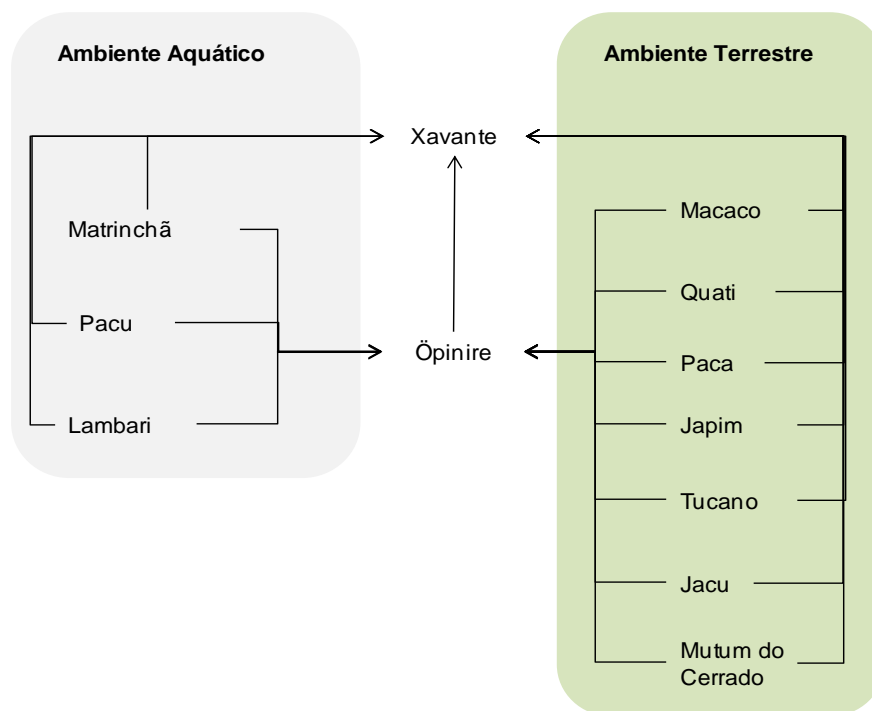 Ambiente Aquático
Ambiente Terrestre
Xavante
Macaco
Matrinchã
Quati
Pacu
Öpinire
Paca
Lambari
Japim
Tucano
Jacu
Mutum do
Cerrado